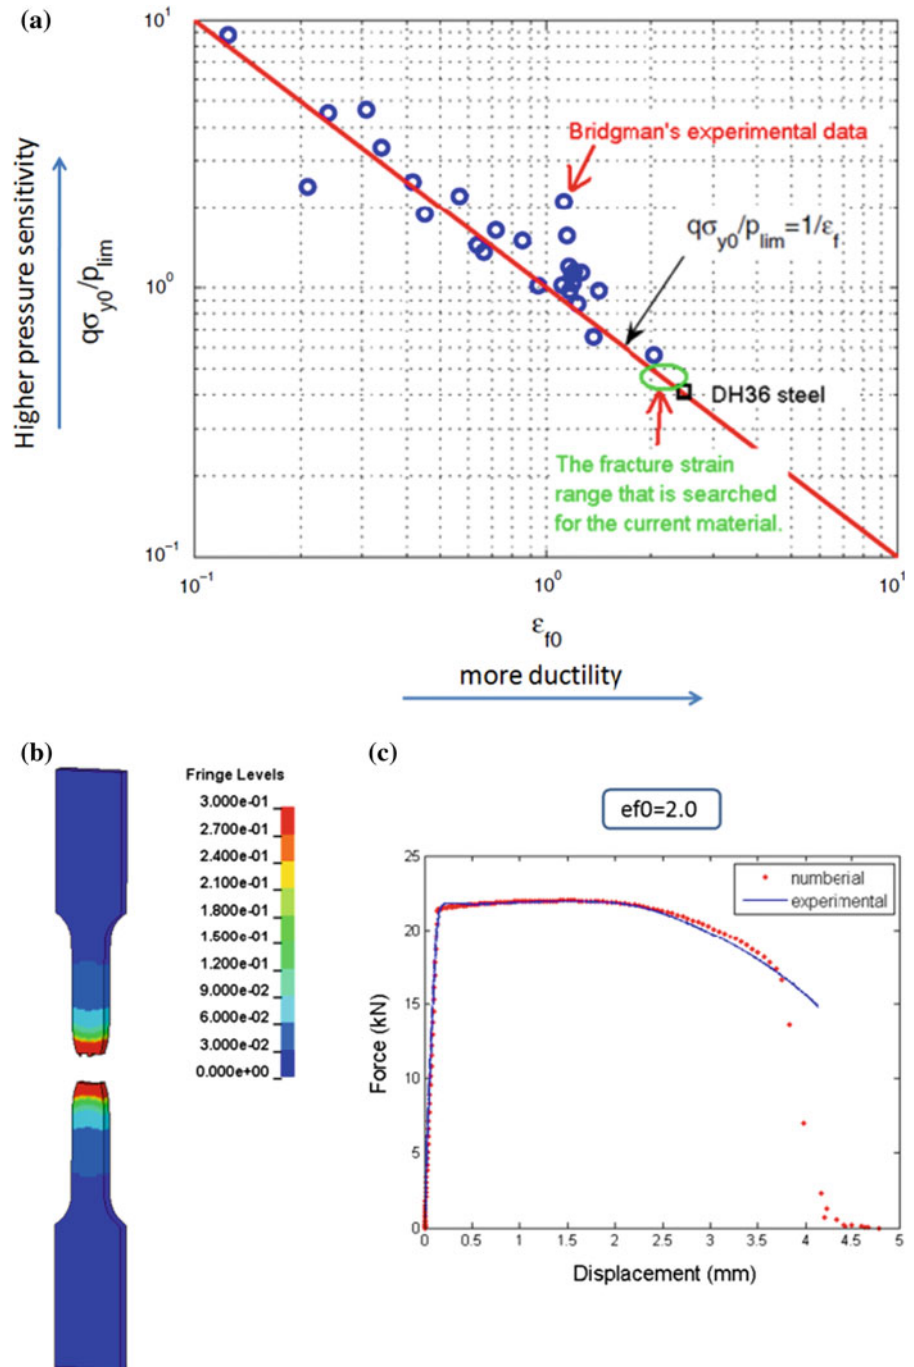 (a)
Higher pressure sensitivity
qσy0/plim
10¹
10⁰
10⁻¹
Bridgman's experimental data
qσy0/plim=1/εf
DH36 steel
The fracture strain
range that is searched
for the current material.
10⁻¹
10⁰
10¹
εf0
more ductility
(b)
Fringe Levels
3.000e-01
2.700e-01
2.400e-01
2.100e-01
1.800e-01
1.500e-01
1.200e-01
9.000e-02
6.000e-02
3.000e-02
0.000e+00
(c)
ef0=2.0
25
20
15
10
5
0
Force (kN)
numberial
experimental
0 0.5 1 1.5 2 2.5 3 3.5 4 4.5 5
Displacement (mm)